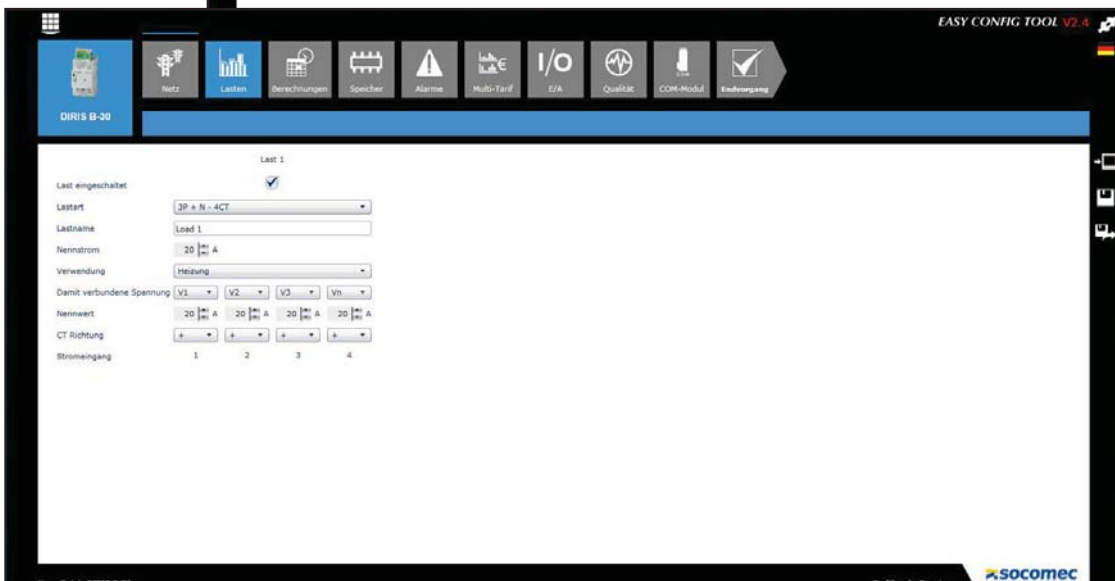 EASY CONFIG TOOL V2.4
DIRIS B-30
Netz
Lasten
Berechnungen
Speicher
Alarme
Multi-Tarif
I/O
E/A
Qualität
COM
COM-Modul
Endvorgang
Last 1
Last eingeschaltet
Lastart 3P + N - 4CT
Lastname Load 1
Nennstrom 20 A
Verwendung Heizung
Damit verbundene Spannung V1 V2 V3 Vn
Nennwert 20 A 20 A 20 A 20 A
CT Richtung + + + +
Stromeingang 1 2 3 4
socomec